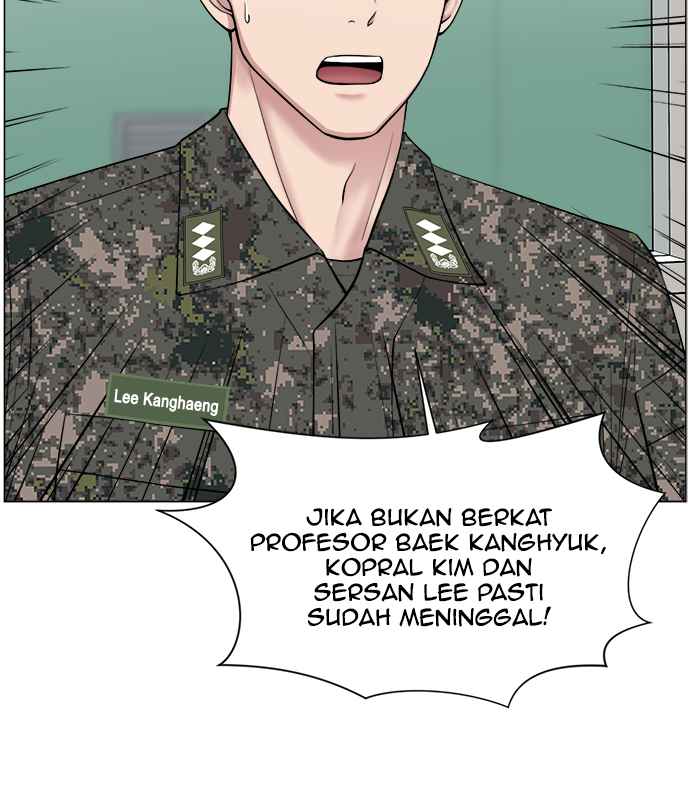 Lee Kanghaeng
JIKA BUKAN BERKAT
PROFESOR BAEK KANGHYUK,
KOPRAL KIM DAN
SERSAN LEE PASTI
SUDAH MENINGGAL!